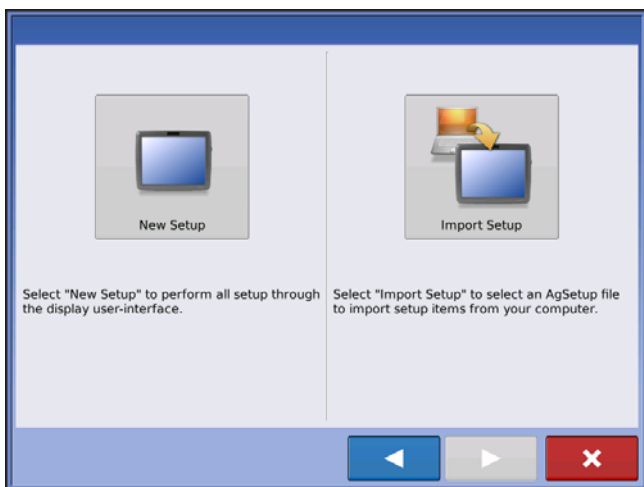 New Setup
Import Setup
Select "New Setup" to perform all setup through
the display user-interface.
Select "Import Setup" to select an AgSetup file
to import setup items from your computer.